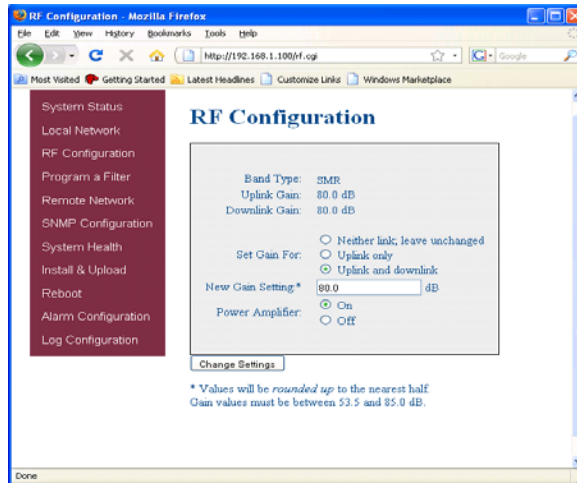 RF Configuration - Mozilla Firefox
File Edit View History Bookmarks Tools Help
http://192.168.1.100/rf.cgi
Google
Most Visited Getting Started Latest Headlines Customize Links Windows Marketplace
System Status
Local Network
RF Configuration
Program a Filter
Remote Network
SNMP Configuration
System Health
Install & Upload
Reboot
Alarm Configuration
Log Configuration
RF Configuration
Band Type: SMR
Uplink Gain: 80.0 dB
Downlink Gain: 80.0 dB
Set Gain For:
Neither link; leave unchanged
Uplink only
Uplink and downlink
New Gain Setting:* 80.0 dB
Power Amplifier:
On
Off
Change Settings
* Values will be rounded up to the nearest half.
Gain values must be between 53.5 and 85.0 dB.
Done